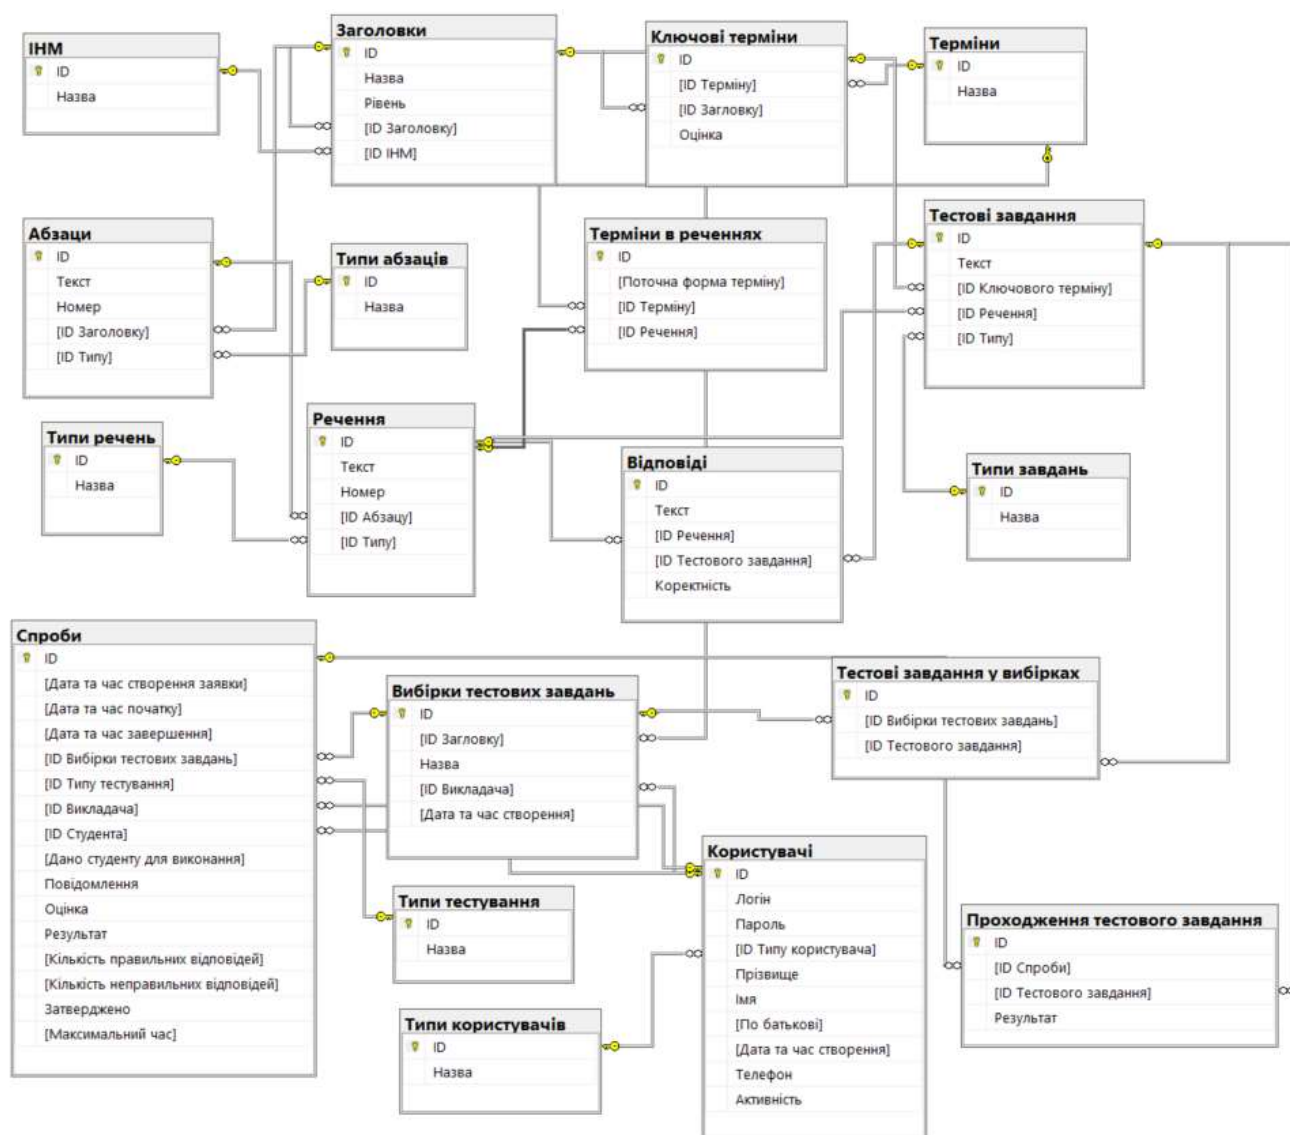 ІНМ
ID
Назва
Заголовки
ID
Назва
Рівень
[ID Заголовку]
[ID ІНМ]
Ключові терміни
ID
[ID Терміну]
[ID Загловку]
Оцінка
Терміни
ID
Назва
Абзаци
ID
Текст
Номер
[ID Заголовку]
[ID Типу]
Типи абзаців
ID
Назва
Терміни в реченнях
ID
[Поточна форма терміну]
[ID Терміну]
[ID Речення]
Тестові завдання
ID
Текст
[ID Ключового терміну]
[ID Речення]
[ID Типу]
Типи речень
ID
Назва
Речення
ID
Текст
Номер
[ID Абзацу]
[ID Типу]
Відповіді
ID
Текст
[ID Речення]
[ID Тестового завдання]
Коректність
Типи завдань
ID
Назва
Спроби
ID
[Дата та час створення заявки]
[Дата та час початку]
[Дата та час завершення]
[ID Вибірки тестових завдань]
[ID Типу тестування]
[ID Викладача]
[ID Студента]
[Дано студенту для виконання]
Повідомлення
Оцінка
Результат
[Кількість правильних відповідей]
[Кількість неправильних відповідей]
Затверджено
[Максимальний час]
Вибірки тестових завдань
ID
[ID Загловку]
Назва
[ID Викладача]
[Дата та час створення]
Тестові завдання у вибірках
ID
[ID Вибірки тестових завдань]
[ID Тестового завдання]
Типи тестування
ID
Назва
Типи користувачів
ID
Назва
Користувачі
ID
Логін
Пароль
[ID Типу користувача]
Прізвище
Імя
[По батькові]
[Дата та час створення]
Телефон
Активність
Проходження тестового завдання
ID
[ID Спроби]
[ID Тестового завдання]
Результат